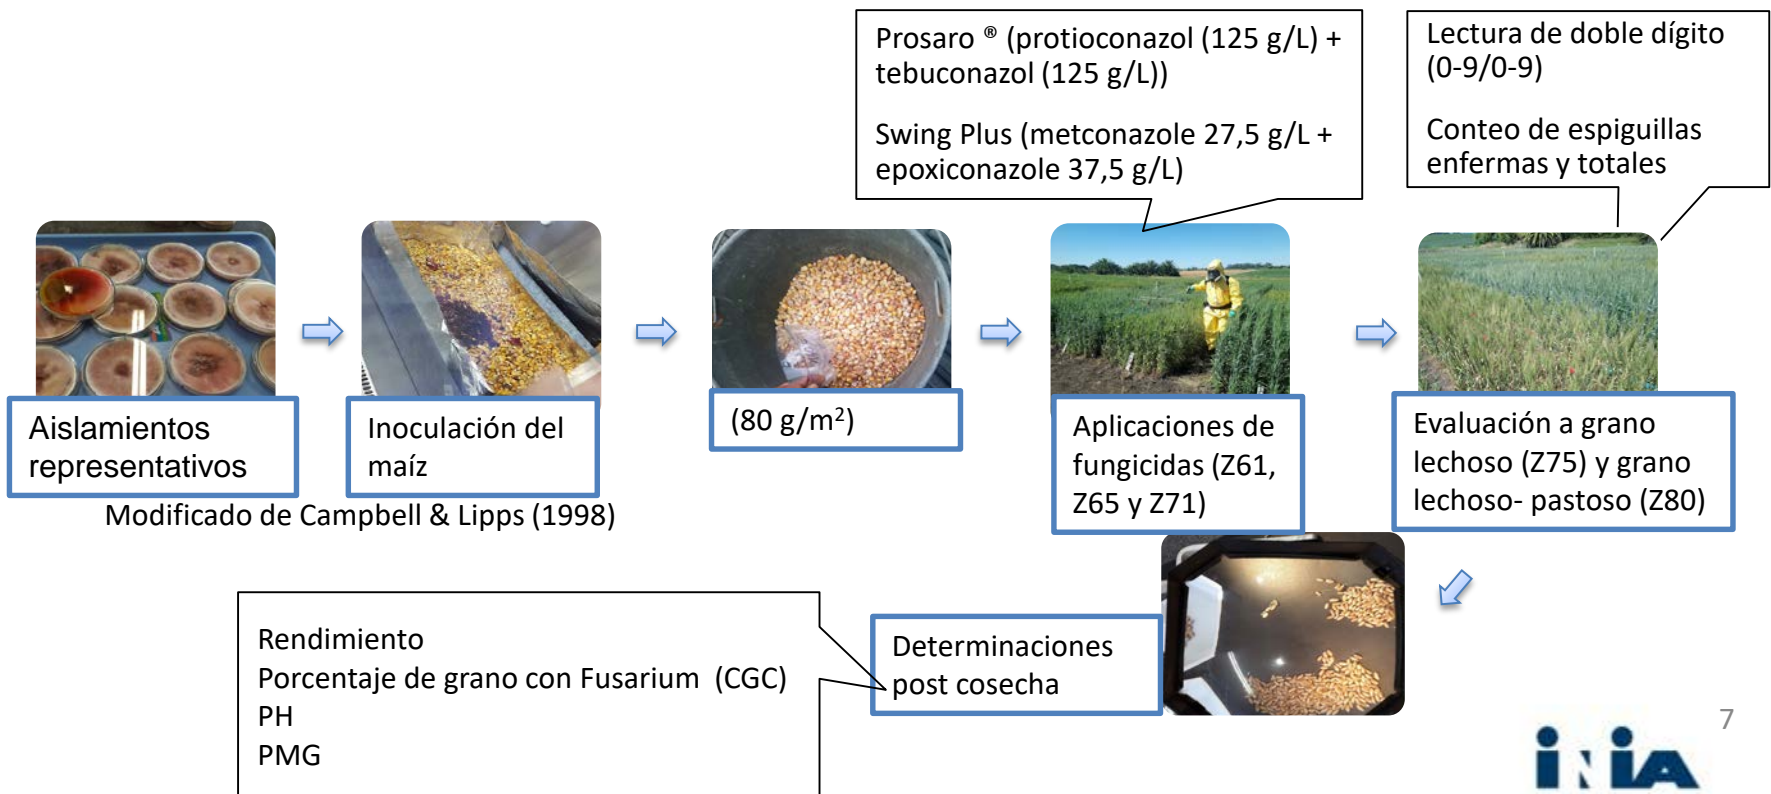 Prosaro ® (protioconazol (125 g/L) +
tebuconazol (125 g/L))
Swing Plus (metconazole 27,5 g/L +
epoxiconazole 37,5 g/L)
Lectura de doble dígito
(0-9/0-9)
Conteo de espiguillas
enfermas y totales
Aislamientos
representativos
Inoculación del
maíz
(80 g/m²)
Aplicaciones de
fungicidas (Z61,
Z65 y Z71)
Evaluación a grano
lechoso (Z75) y grano
lechoso- pastoso (Z80)
Modificado de Campbell & Lipps (1998)
Determinaciones
post cosecha
Rendimiento
Porcentaje de grano con Fusarium (CGC)
PH
PMG
7
iNiA